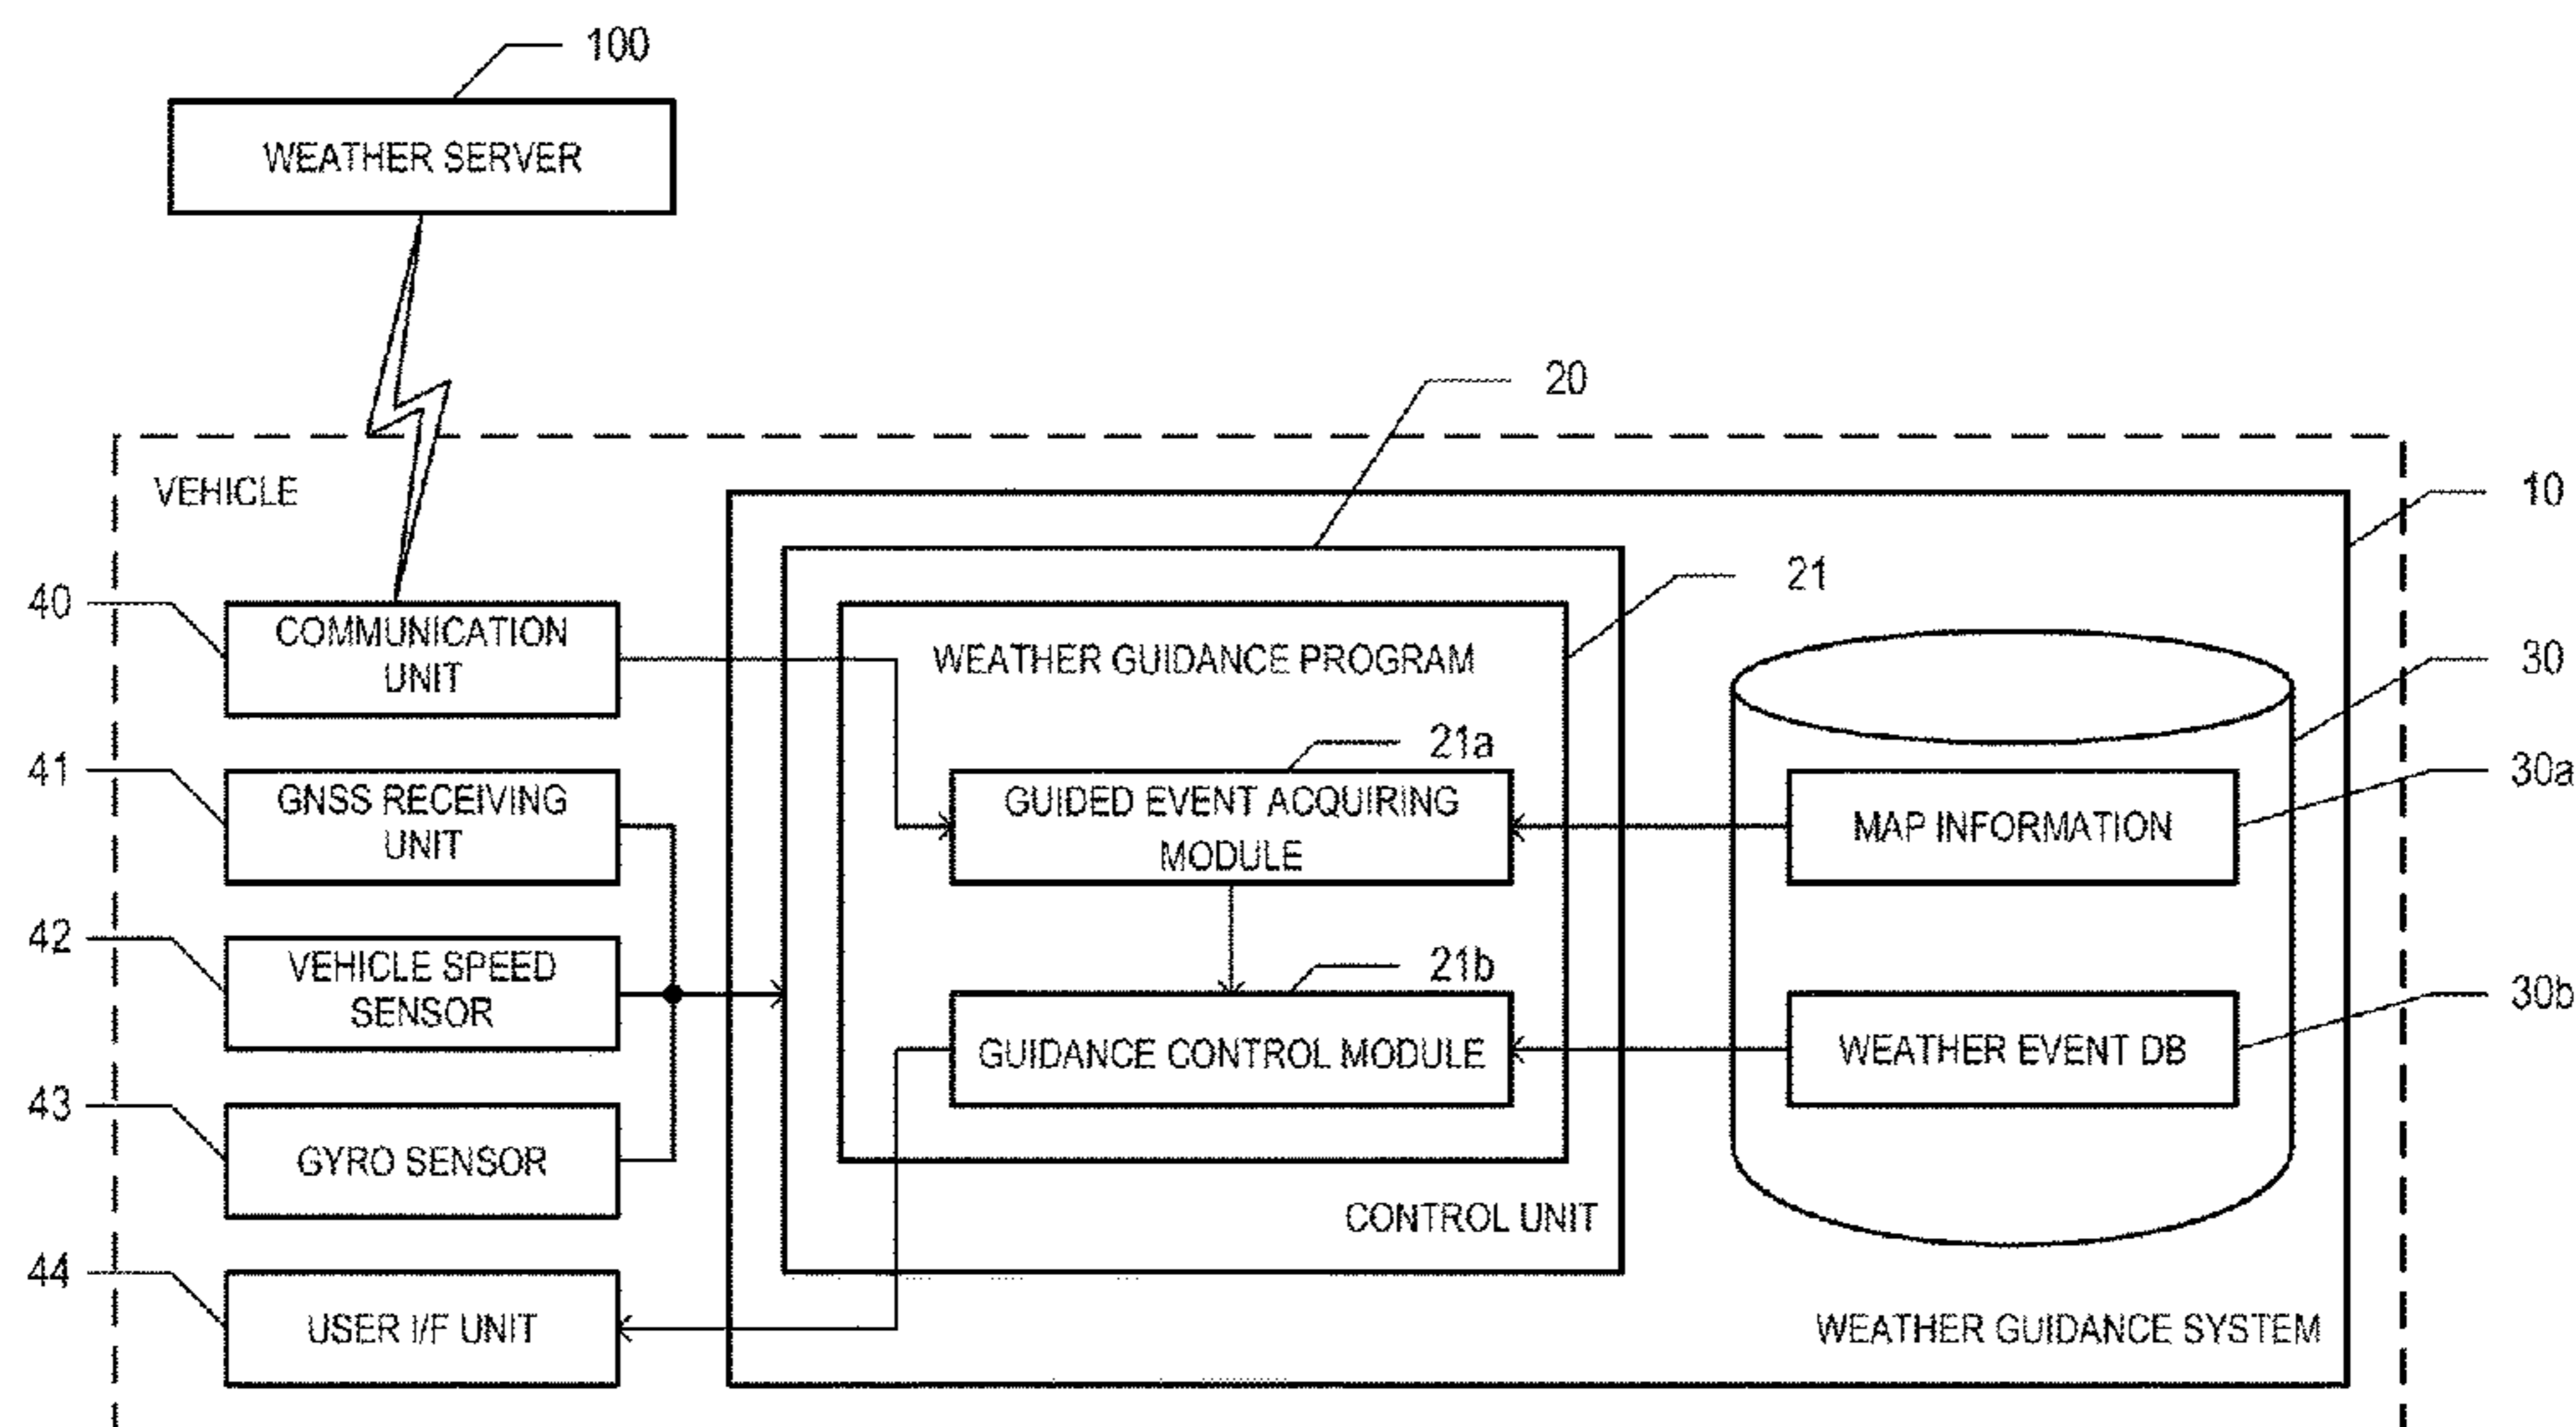 100
WEATHER SERVER
20
VEHICLE
10
40
COMMUNICATION
UNIT
21
WEATHER GUIDANCE PROGRAM
30
41
GNSS RECEIVING
UNIT
21a
GUIDED EVENT ACQUIRING
MODULE
30a
MAP INFORMATION
42
VEHICLE SPEED
SENSOR
21b
GUIDANCE CONTROL MODULE
30b
WEATHER EVENT DB
43
GYRO SENSOR
CONTROL UNIT
44
USER I/F UNIT
WEATHER GUIDANCE SYSTEM